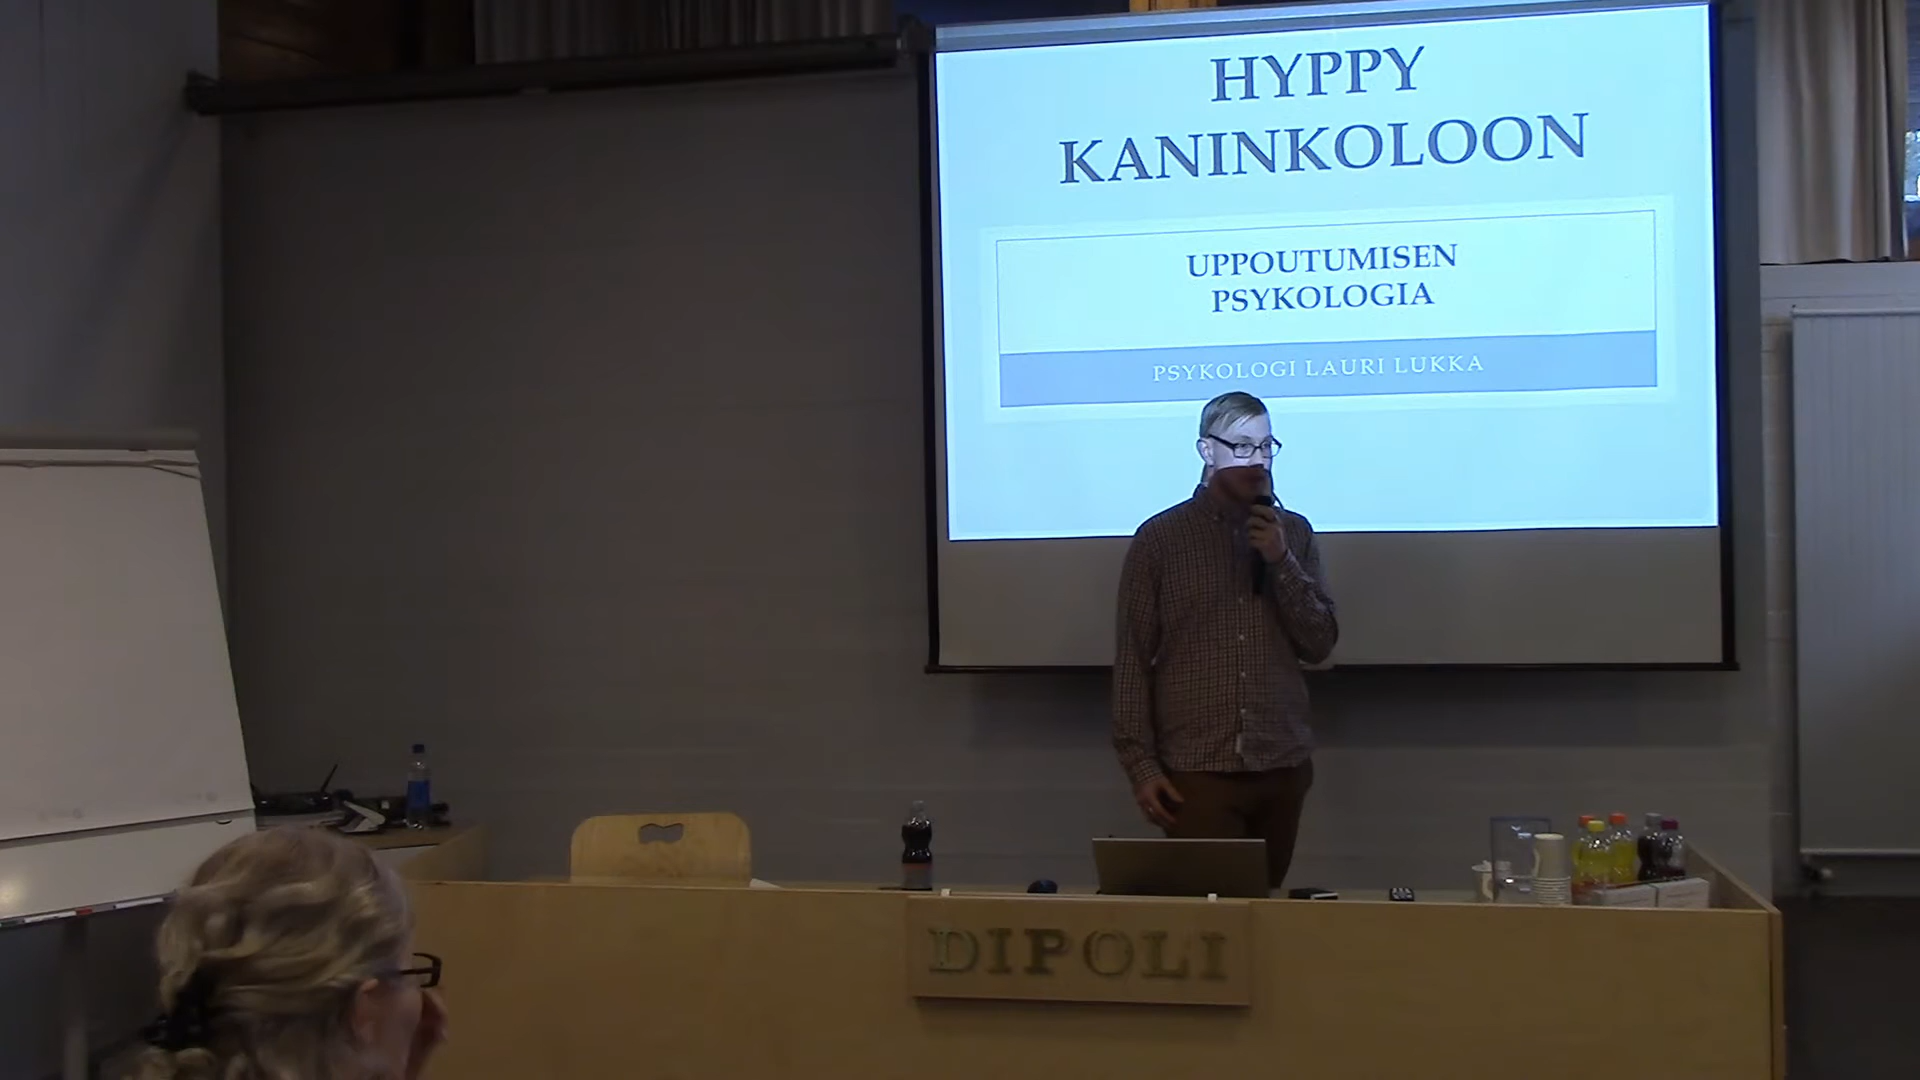 HYPPY
KANINKOLOON
UPPOUTUMISEN
PSYKOLOGIA
PSYKOLOGI LAURI LUKKA
DIPOLI